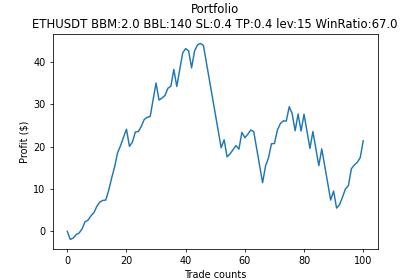 Portfolio
ETHUSDT BBM:2.0 BBL:140 SL:0.4 TP:0.4 lev:15 WinRatio:67.0
40
30
20
10
0
Profit ($)
0 20 40 60 80 100
Trade counts